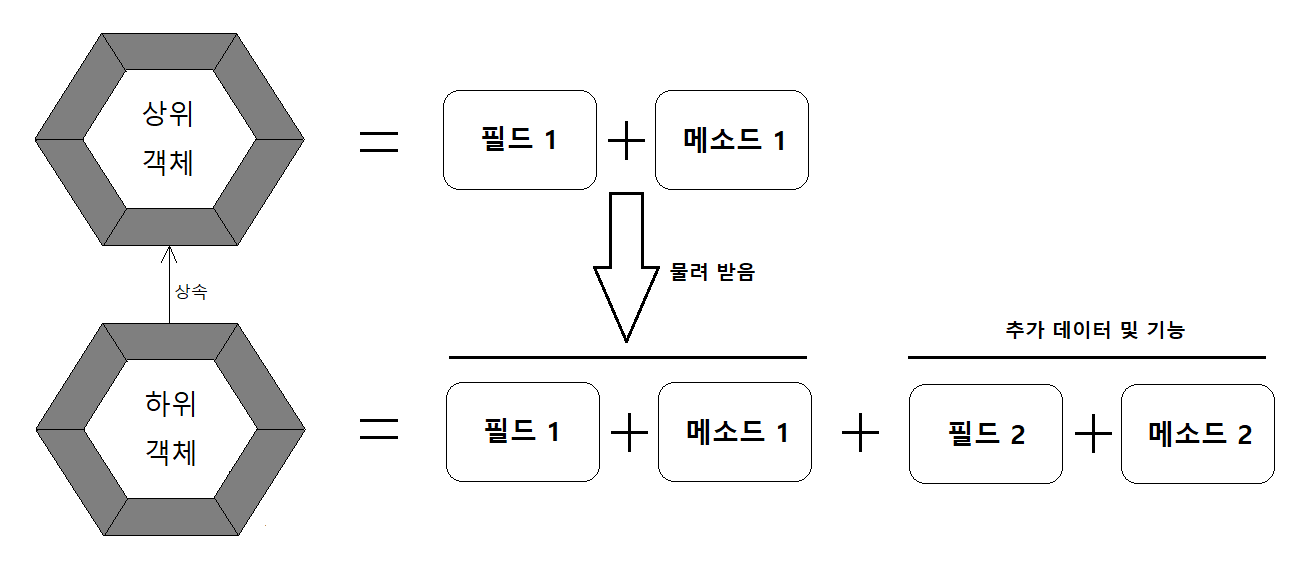 상위
객체
=
필드 1
+
메소드 1
상속
물려 받음
추가 데이터 및 기능
하위
객체
=
필드 1
+
메소드 1
+
필드 2
+
메소드 2